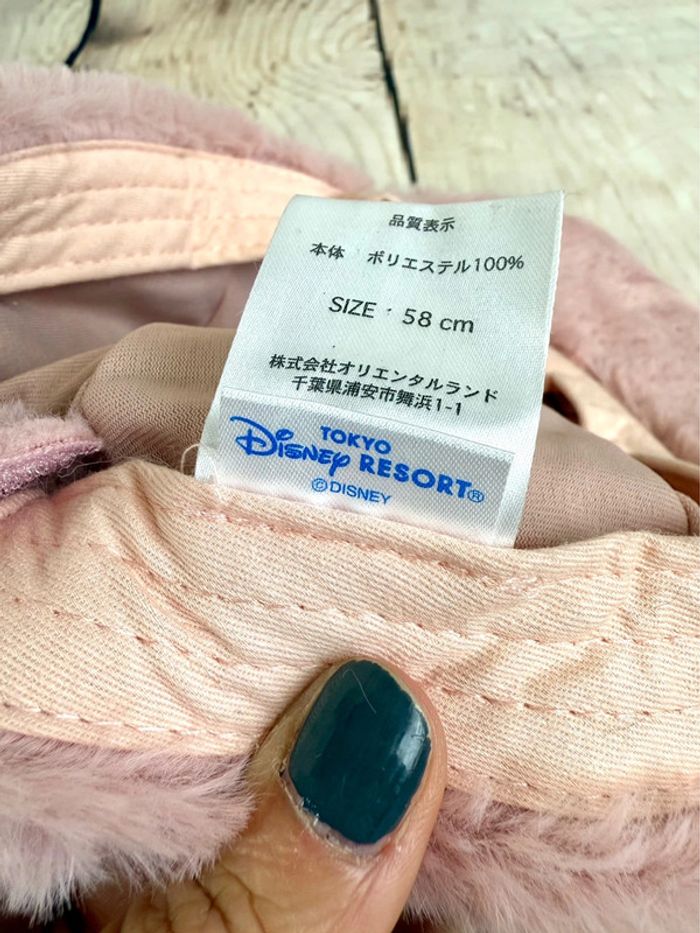 品質表示
本体 ポリエステル100%
SIZE : 58 cm
株式会社オリエンタルランド
千葉県浦安市舞浜1-1
TOKYO
Disney RESORT®
©DISNEY